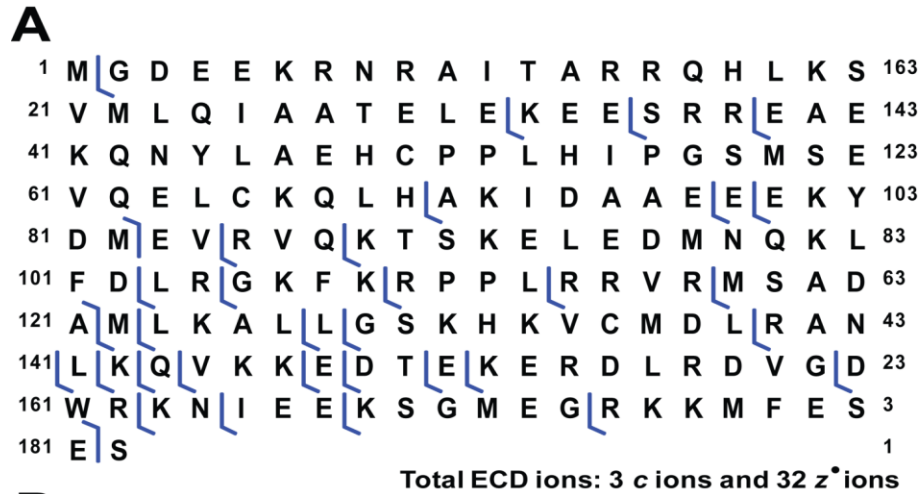 A
1 M G D E E K R N R A I T A R R Q H L K S 163
21 V M L Q I A A T E L E K E E S R R E A E 143
41 K Q N Y L A E H C P P L H I P G S M S E 123
61 V Q E L C K Q L H A K I D A A E E E K Y 103
81 D M E V R V Q K T S K E L E D M N Q K L 83
101 F D L R G K F K R P P L R R V R M S A D 63
121 A M L K A L L G S K H K V C M D L R A N 43
141 L K Q V K K E D T E K E R D L R D V G D 23
161 W R K N I E E K S G M E G R K K M F E S 3
181 E S 1
Total ECD ions: 3 c ions and 32 z• ions